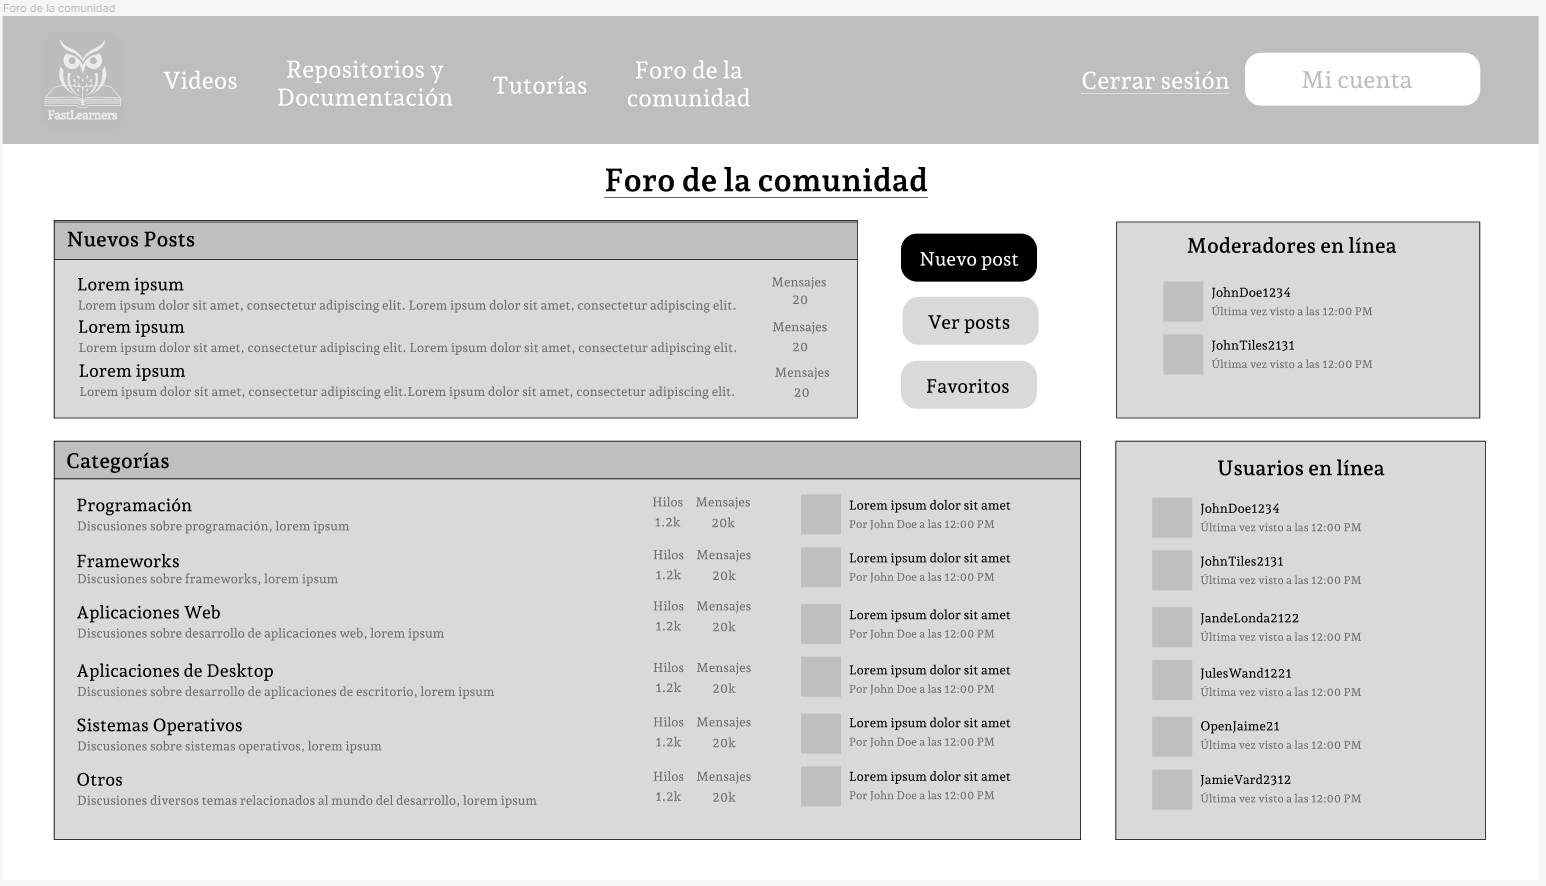 Foro de la comunidad
FastLearners
Videos
Repositorios y
Documentación
Tutorías
Foro de la
comunidad
Cerrar sesión
Mi cuenta
Foro de la comunidad
Nuevos Posts
Lorem ipsum
Lorem ipsum dolor sit amet, consectetur adipiscing elit. Lorem ipsum dolor sit amet, consectetur adipiscing elit.
Mensajes
20
Lorem ipsum
Lorem ipsum dolor sit amet, consectetur adipiscing elit. Lorem ipsum dolor sit amet, consectetur adipiscing elit.
Mensajes
20
Lorem ipsum
Lorem ipsum dolor sit amet, consectetur adipiscing elit.Lorem ipsum dolor sit amet, consectetur adipiscing elit.
Mensajes
20
Nuevo post
Ver posts
Favoritos
Moderadores en línea
JohnDoe1234
Última vez visto a las 12:00 PM
JohnTiles2131
Última vez visto a las 12:00 PM
Categorías
Programación
Discusiones sobre programación, lorem ipsum
Hilos
1.2k
Mensajes
20k
Lorem ipsum dolor sit amet
Por John Doe a las 12:00 PM
Frameworks
Discusiones sobre frameworks, lorem ipsum
Hilos
1.2k
Mensajes
20k
Lorem ipsum dolor sit amet
Por John Doe a las 12:00 PM
Aplicaciones Web
Discusiones sobre desarrollo de aplicaciones web, lorem ipsum
Hilos
1.2k
Mensajes
20k
Lorem ipsum dolor sit amet
Por John Doe a las 12:00 PM
Aplicaciones de Desktop
Discusiones sobre desarrollo de aplicaciones de escritorio, lorem ipsum
Hilos
1.2k
Mensajes
20k
Lorem ipsum dolor sit amet
Por John Doe a las 12:00 PM
Sistemas Operativos
Discusiones sobre sistemas operativos, lorem ipsum
Hilos
1.2k
Mensajes
20k
Lorem ipsum dolor sit amet
Por John Doe a las 12:00 PM
Otros
Discusiones diversos temas relacionados al mundo del desarrollo, lorem ipsum
Hilos
1.2k
Mensajes
20k
Lorem ipsum dolor sit amet
Por John Doe a las 12:00 PM
Usuarios en línea
JohnDoe1234
Última vez visto a las 12:00 PM
JohnTiles2131
Última vez visto a las 12:00 PM
JandeLonda2122
Última vez visto a las 12:00 PM
JulesWand1221
Última vez visto a las 12:00 PM
OpenJaime21
Última vez visto a las 12:00 PM
JamieVard2312
Última vez visto a las 12:00 PM